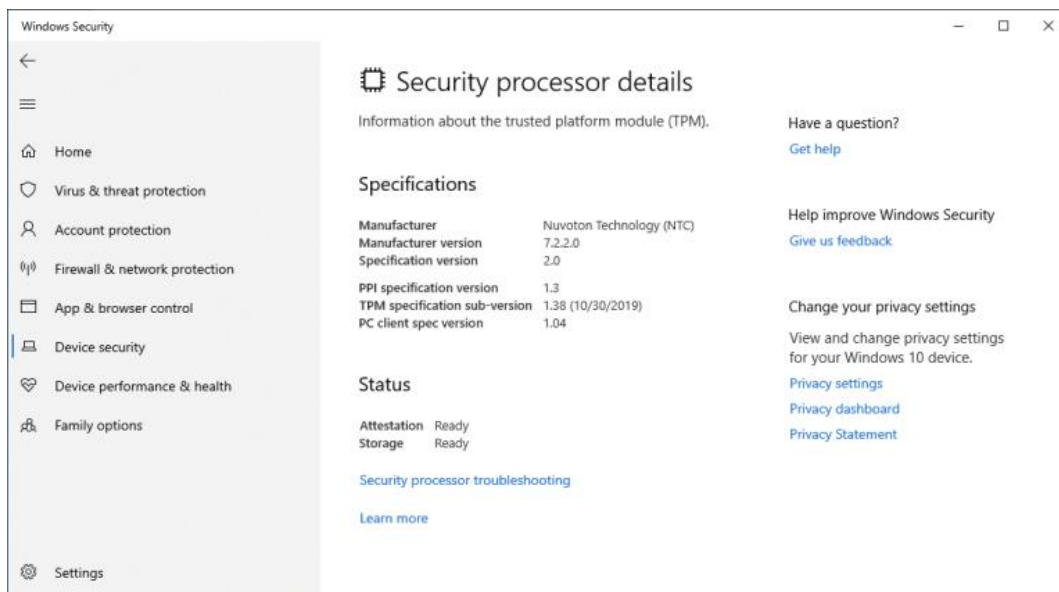 Windows Security
Home
Virus & threat protection
Account protection
Firewall & network protection
App & browser control
Device security
Device performance & health
Family options
Settings
Security processor details
Information about the trusted platform module (TPM).
Specifications
Manufacturer Nuvoton Technology (NTC)
Manufacturer version 7.2.2.0
Specification version 2.0
PPI specification version 1.3
TPM specification sub-version 1.38 (10/30/2019)
PC client spec version 1.04
Status
Attestation Ready
Storage Ready
Security processor troubleshooting
Learn more
Have a question?
Get help
Help improve Windows Security
Give us feedback
Change your privacy settings
View and change privacy settings
for your Windows 10 device.
Privacy settings
Privacy dashboard
Privacy Statement